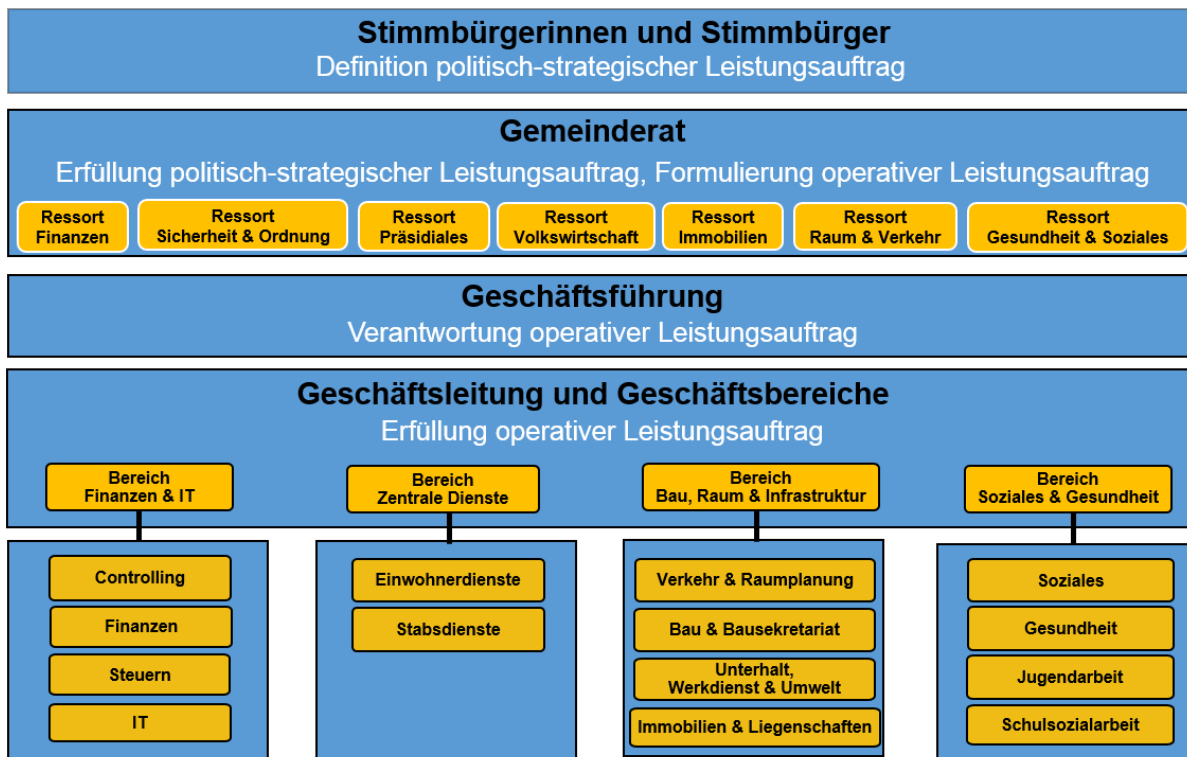 Stimmbürgerinnen und Stimmbürger
Definition politisch-strategischer Leistungsauftrag
Gemeinderat
Erfüllung politisch-strategischer Leistungsauftrag, Formulierung operativer Leistungsauftrag
Ressort
Finanzen
Ressort
Sicherheit & Ordnung
Ressort
Präsidiales
Ressort
Volkswirtschaft
Ressort
Immobilien
Ressort
Raum & Verkehr
Ressort
Gesundheit & Soziales
Geschäftsführung
Verantwortung operativer Leistungsauftrag
Geschäftsleitung und Geschäftsbereiche
Erfüllung operativer Leistungsauftrag
Bereich
Finanzen & IT
Bereich
Zentrale Dienste
Bereich
Bau, Raum & Infrastruktur
Bereich
Soziales & Gesundheit
Controlling
Finanzen
Steuern
IT
Einwohnerdienste
Stabsdienste
Verkehr & Raumplanung
Bau & Bausekretariat
Unterhalt,
Werkdienst & Umwelt
Immobilien & Liegenschaften
Soziales
Gesundheit
Jugendarbeit
Schulsozialarbeit